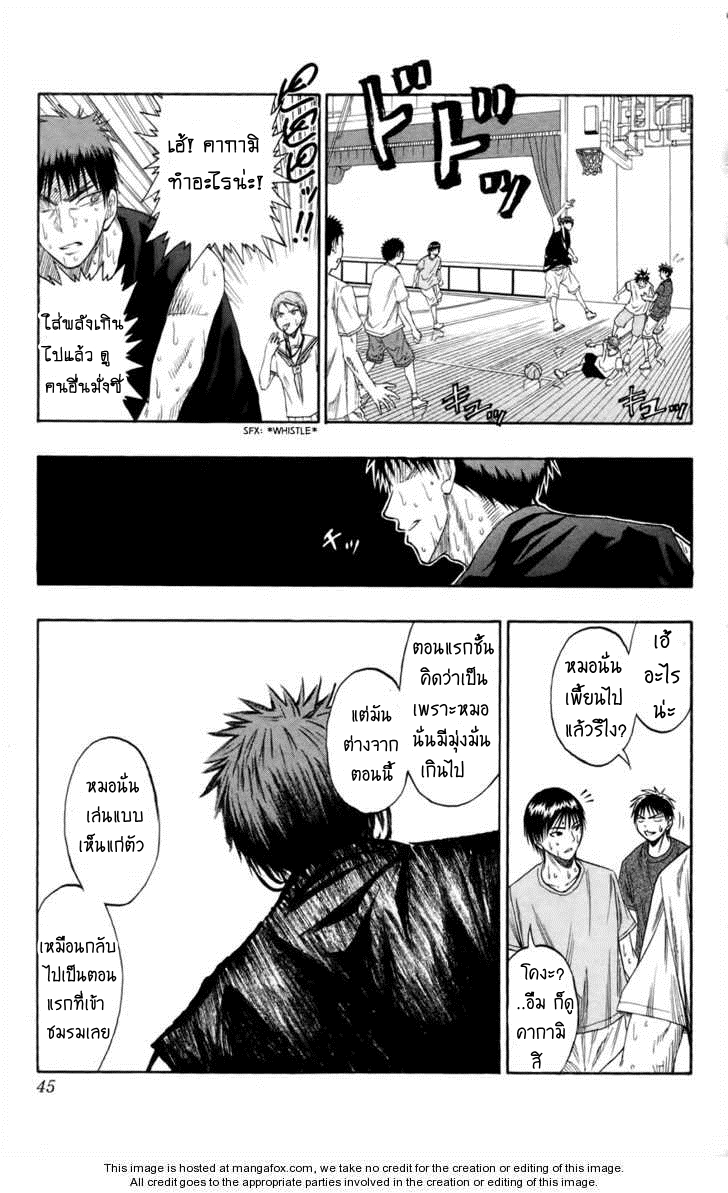 ドドドッ
キュッ
キュッ
ピピピピッ!!
เฮ้! คากามิ
ทำอะไรน่ะ!
ใส่พลังเกิน
ไปแล้ว ดู
คนอื่นมั่งซี่
SFX: *WHISTLE*
チッ
เฮ้
อะไร
น่ะ
หมอนั่น
เพี้ยนไป
แล้วรึไง?
โคงะ?
..อืม ก็ดู
คากามิ
สิ
ตอนแรกชั้น
คิดว่าเป็น
เพราะหมอ
นั่นมีมุ่งมั่น
เกินไป
แต่มัน
ต่างจาก
ตอนนี้
หมอนั่น
เล่นแบบ
เห็นแก่ตัว
เหมือนกลับ
ไปเป็นตอน
แรกที่เข้า
ชมรมเลย
45
This image is hosted at mangafox.com, we take no credit for the creation or editing of this image.
All credit goes to the appropriate parties involved in the creation or editing of this image.